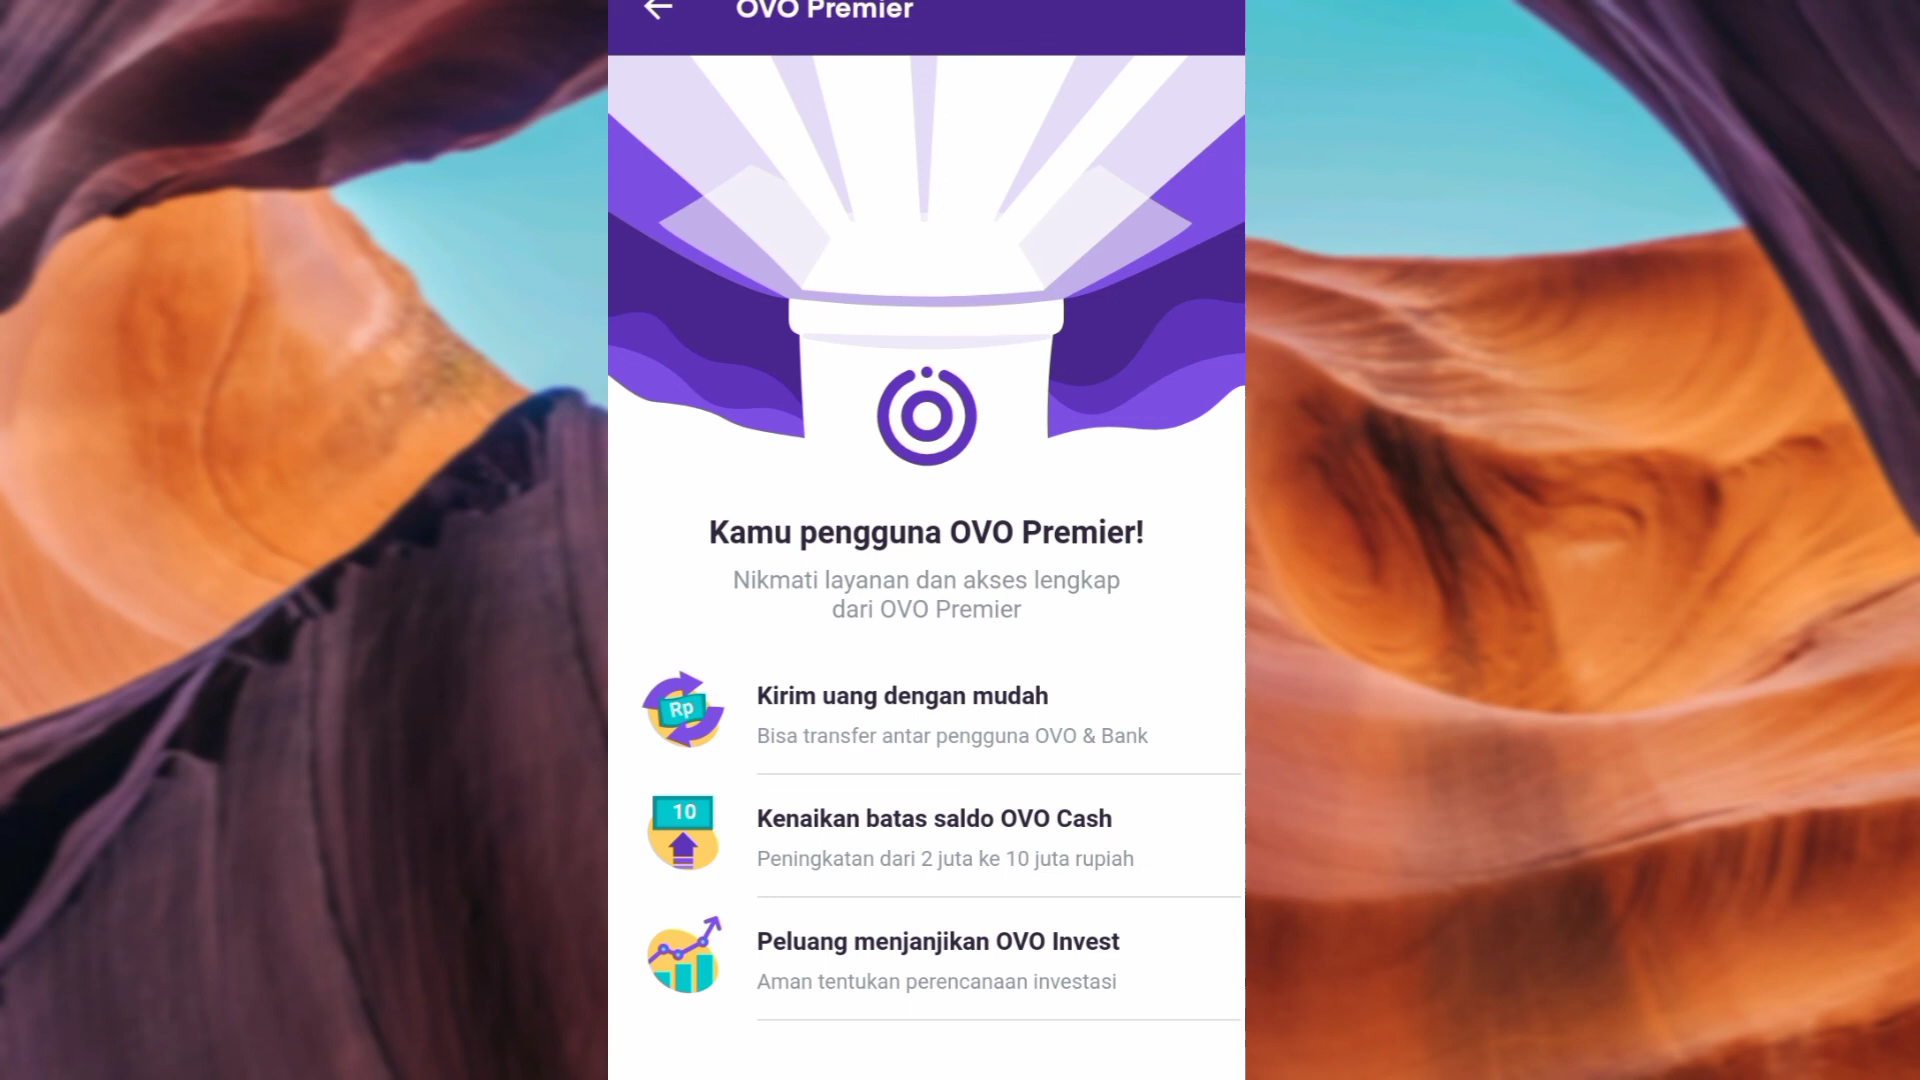 OVO Premier
Kamu pengguna OVO Premier!
Nikmati layanan dan akses lengkap
dari OVO Premier
Rp
Kirim uang dengan mudah
Bisa transfer antar pengguna OVO & Bank
10
Kenaikan batas saldo OVO Cash
Peningkatan dari 2 juta ke 10 juta rupiah
Peluang menjanjikan OVO Invest
Aman tentukan perencanaan investasi